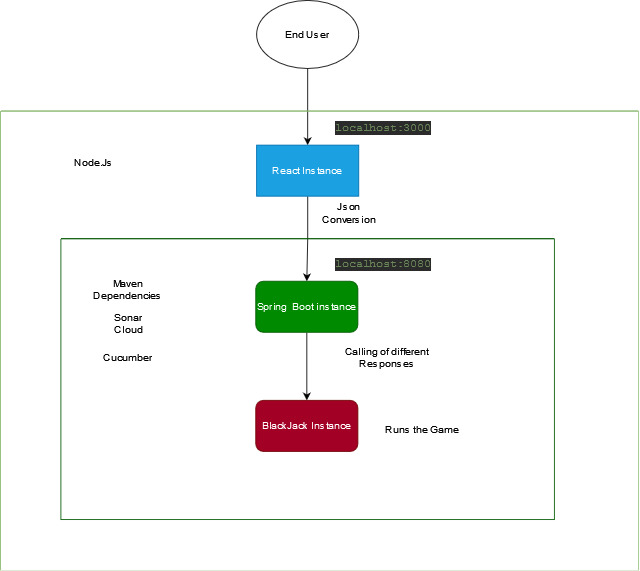 End User
localhost:3000
Node.Js
React Instance
Json
Conversion
localhost:8080
Maven
Dependencies
Spring Boot instance
Sonar
Cloud
Cucumber
Calling of different
Responses
BlackJack Instance
Runs the Game